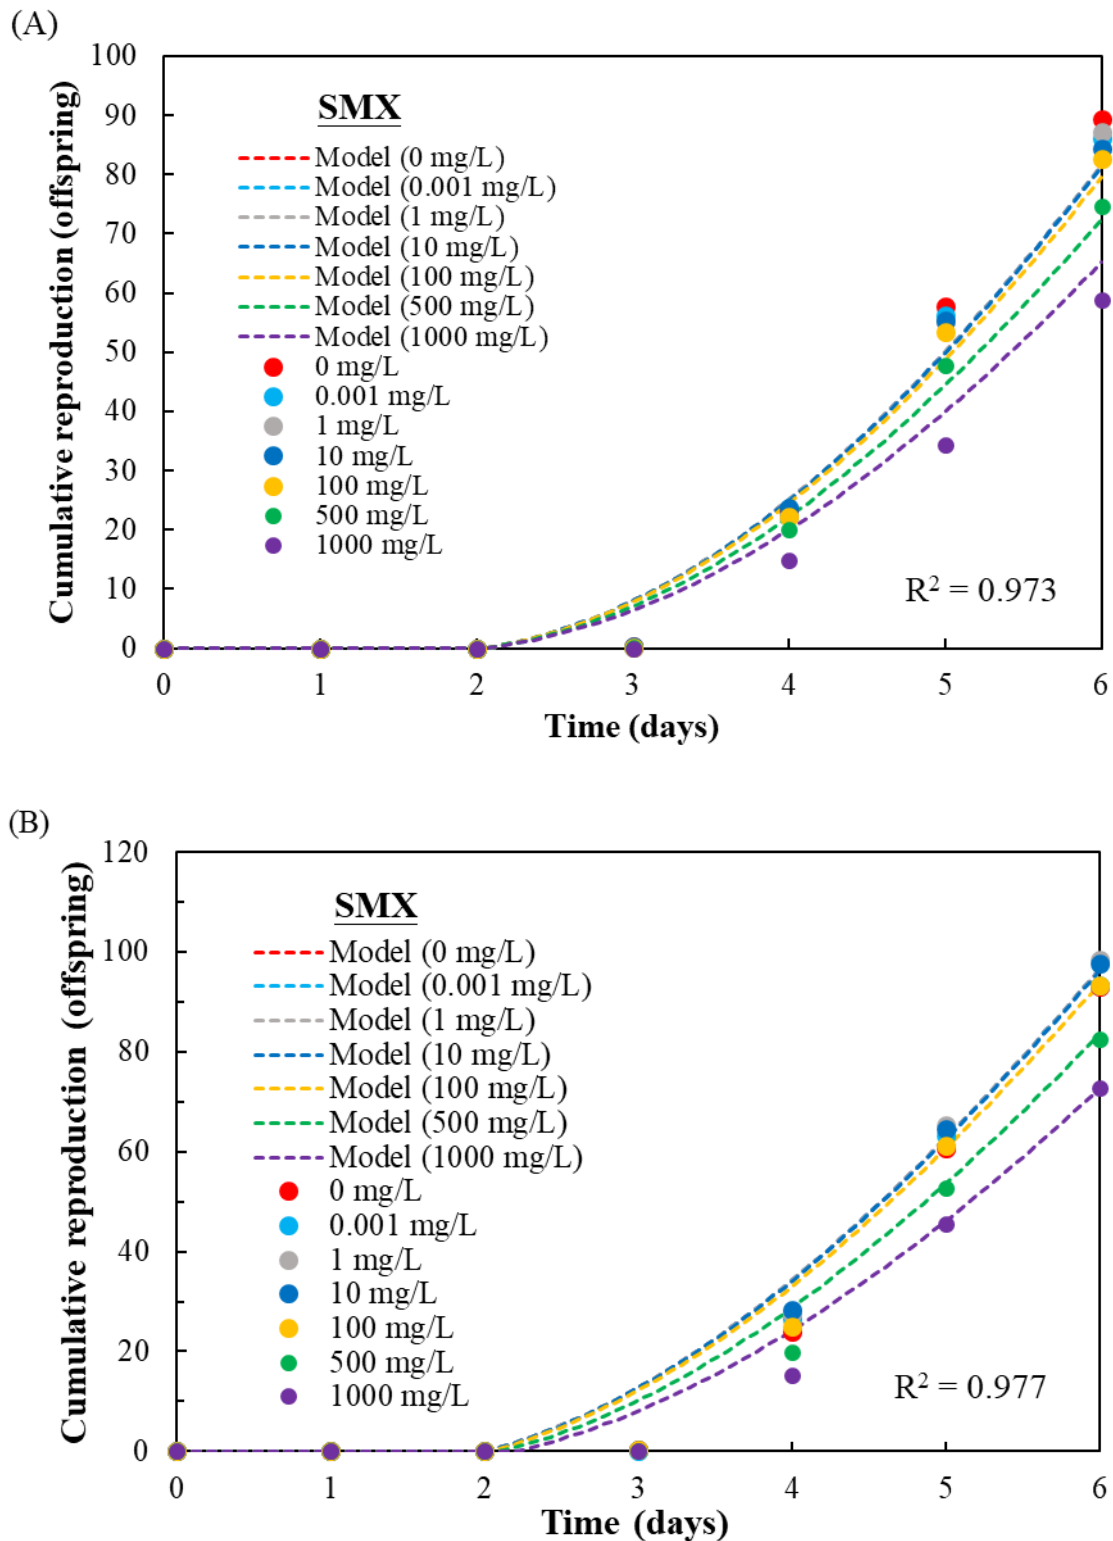 (A)
Cumulative reproduction (offspring)
100
90
80
70
60
50
40
30
20
10
0
SMX
Model (0 mg/L)
Model (0.001 mg/L)
Model (1 mg/L)
Model (10 mg/L)
Model (100 mg/L)
Model (500 mg/L)
Model (1000 mg/L)
0 mg/L
0.001 mg/L
1 mg/L
10 mg/L
100 mg/L
500 mg/L
1000 mg/L
R² = 0.973
0 1 2 3 4 5 6
Time (days)
(B)
Cumulative reproduction (offspring)
120
100
80
60
40
20
0
SMX
Model (0 mg/L)
Model (0.001 mg/L)
Model (1 mg/L)
Model (10 mg/L)
Model (100 mg/L)
Model (500 mg/L)
Model (1000 mg/L)
0 mg/L
0.001 mg/L
1 mg/L
10 mg/L
100 mg/L
500 mg/L
1000 mg/L
R² = 0.977
0 1 2 3 4 5 6
Time (days)